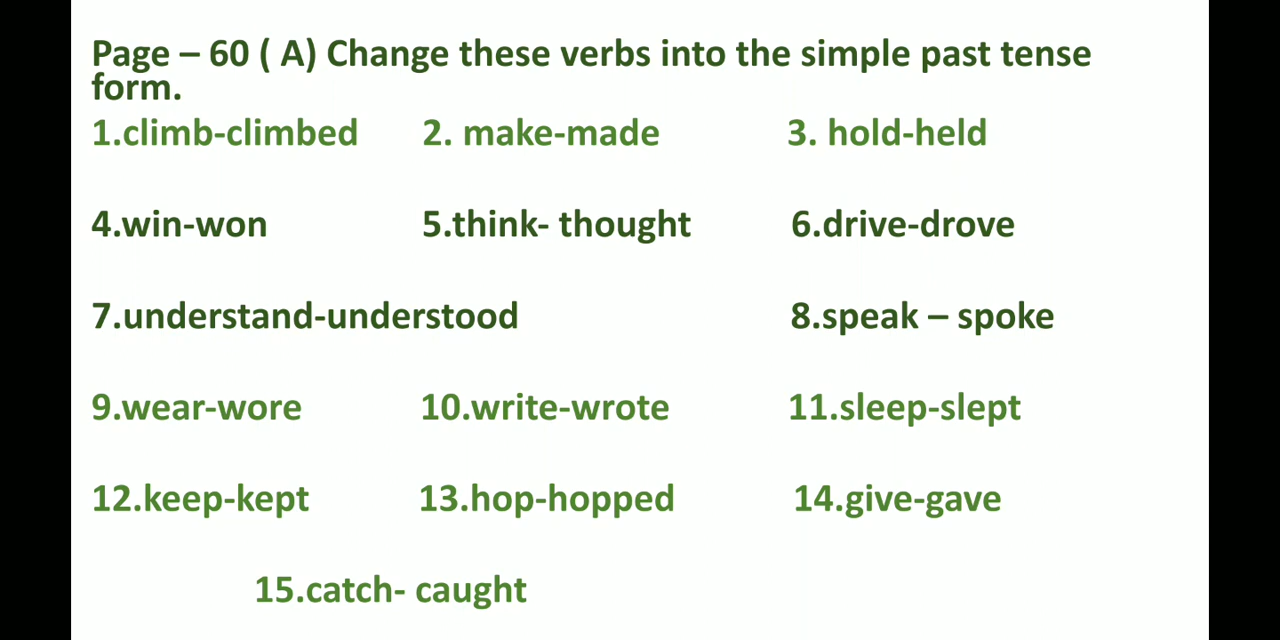 Page – 60 ( A) Change these verbs into the simple past tense
form.
1.climb-climbed 2. make-made 3. hold-held
4.win-won 5.think- thought 6.drive-drove
7.understand-understood 8.speak – spoke
9.wear-wore 10.write-wrote 11.sleep-slept
12.keep-kept 13.hop-hopped 14.give-gave
15.catch- caught